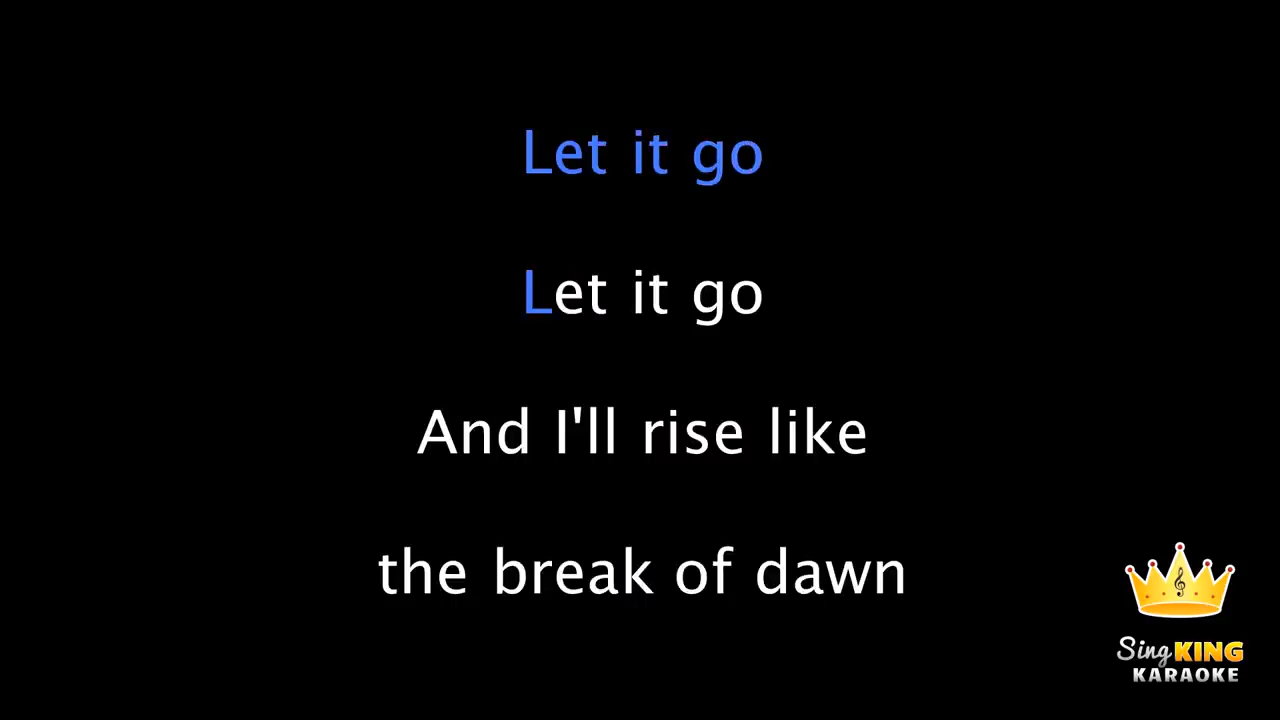 Let it go
Let it go
And I'll rise like
the break of dawn
Sing KING
KARAOKE